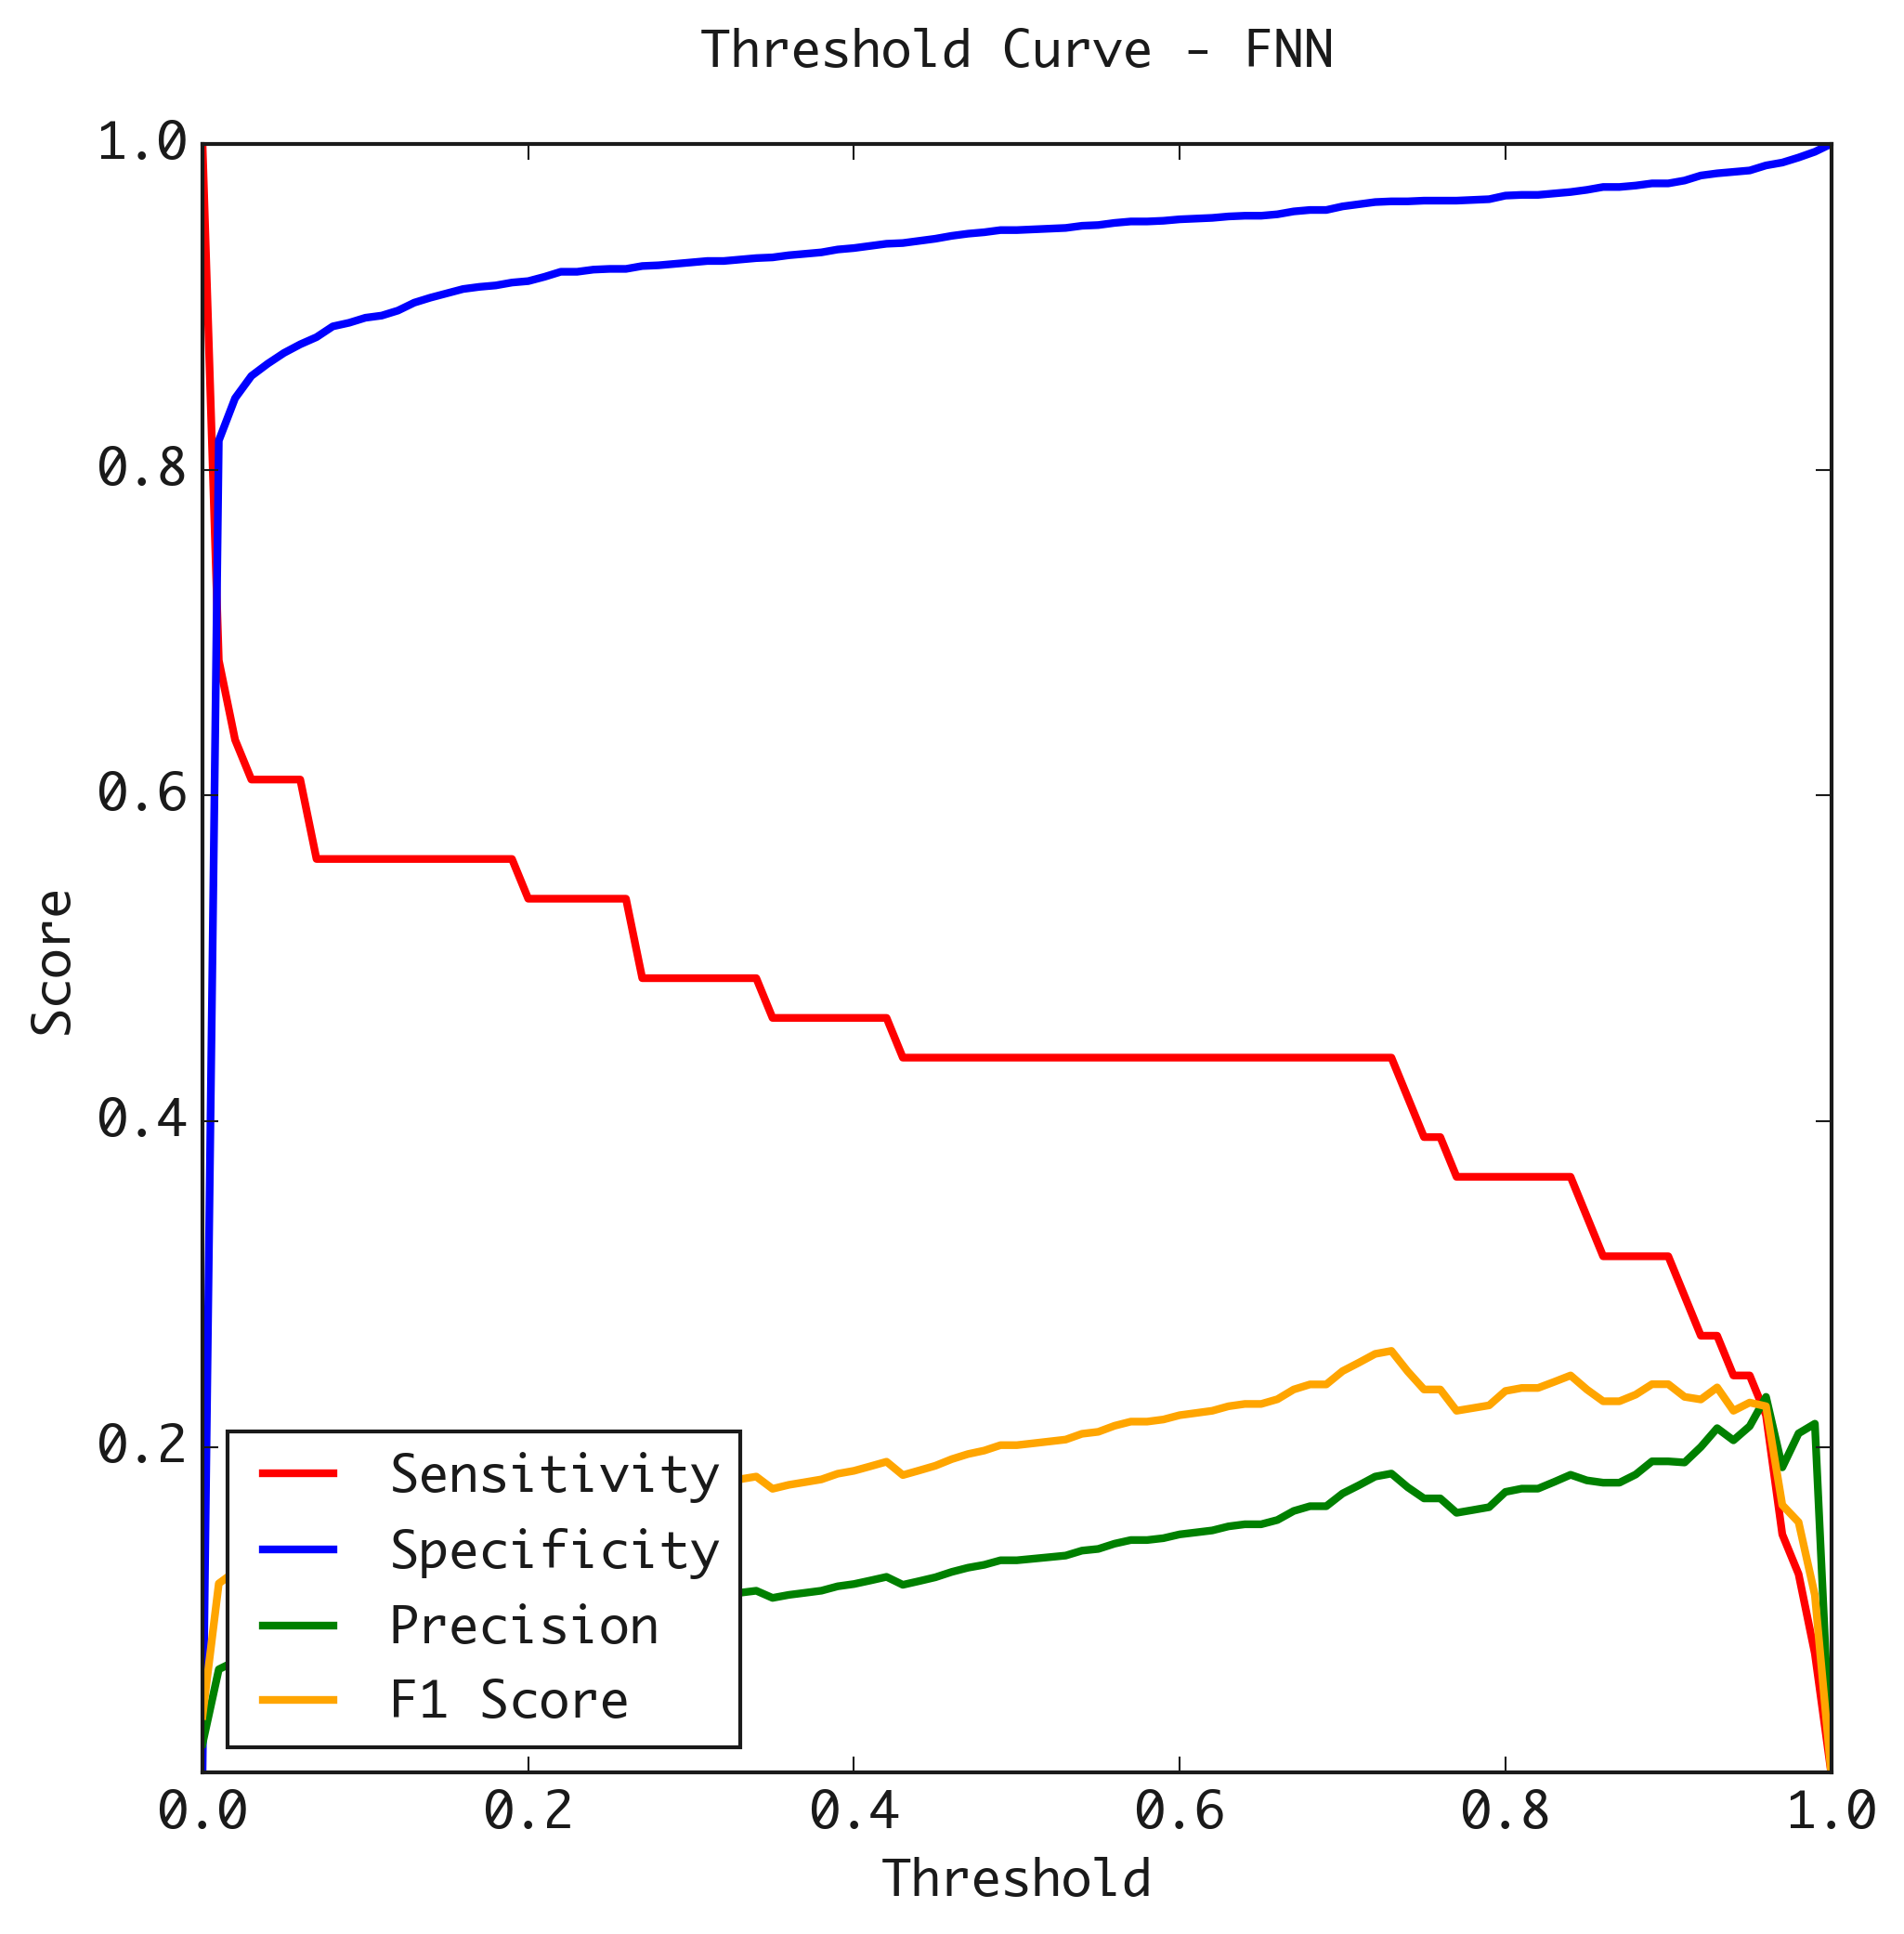 Threshold Curve - FNN
1.0
0.8
0.6
0.4
0.2
Score
Sensitivity
Specificity
Precision
F1 Score
0.0 0.2 0.4 0.6 0.8 1.0
Threshold